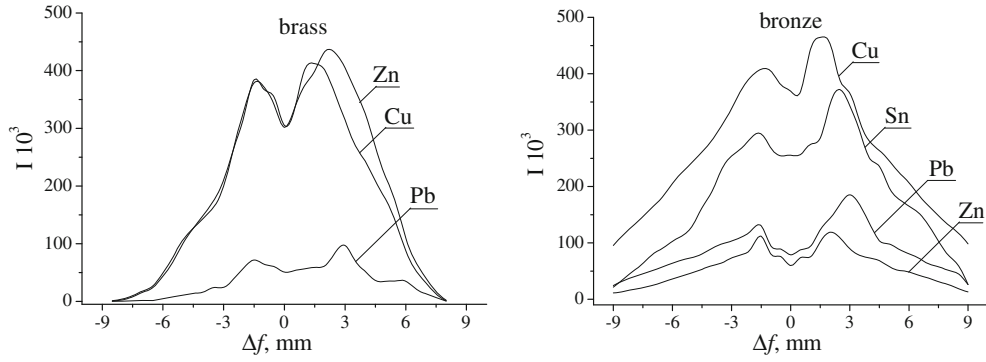 brass
500
400
300
200
100
0
I 10³
Zn
Cu
Pb
-9 -6 -3 0 3 6 9
Δf, mm
bronze
500
400
300
200
100
0
I 10³
Cu
Sn
Pb
Zn
-9 -6 -3 0 3 6 9
Δf, mm